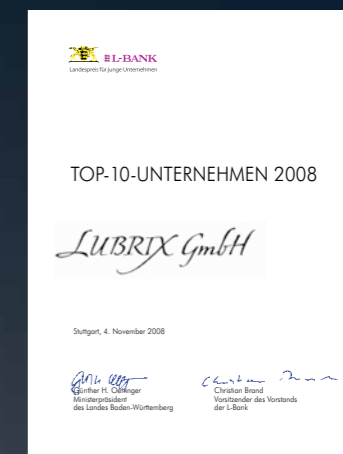 L-BANK
Landespreis für junge Unternehmen
TOP-10-UNTERNEHMEN 2008
LUBRIX GmbH
Stuttgart, 4. November 2008
Günther H. Oettinger
Ministerpräsident
des Landes Baden-Württemberg
Christian Brand
Vorsitzender des Vorstands
der L-Bank